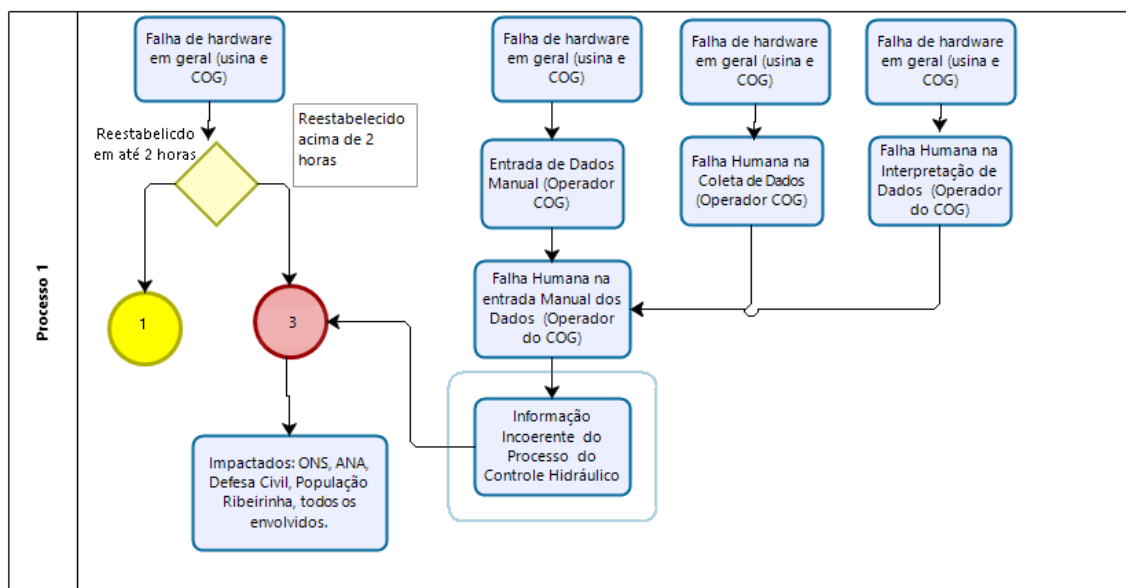 Processo 1
Falha de hardware
em geral (usina e
COG)
Reestabelicdo
em até 2 horas
Reestabelecido
acima de 2
horas
1
3
Impactados: ONS, ANA,
Defesa Civil, População
Ribeirinha, todos os
envolvidos.
Falha de hardware
em geral (usina e
COG)
Entrada de Dados
Manual (Operador
COG)
Falha Humana na
entrada Manual dos
Dados (Operador
do COG)
Informação
Incoerente do
Processo do
Controle Hidráulico
Falha de hardware
em geral (usina e
COG)
Falha Humana na
Coleta de Dados
(Operador COG)
Falha de hardware
em geral (usina e
COG)
Falha Humana na
Interpretação de
Dados (Operador
do COG)